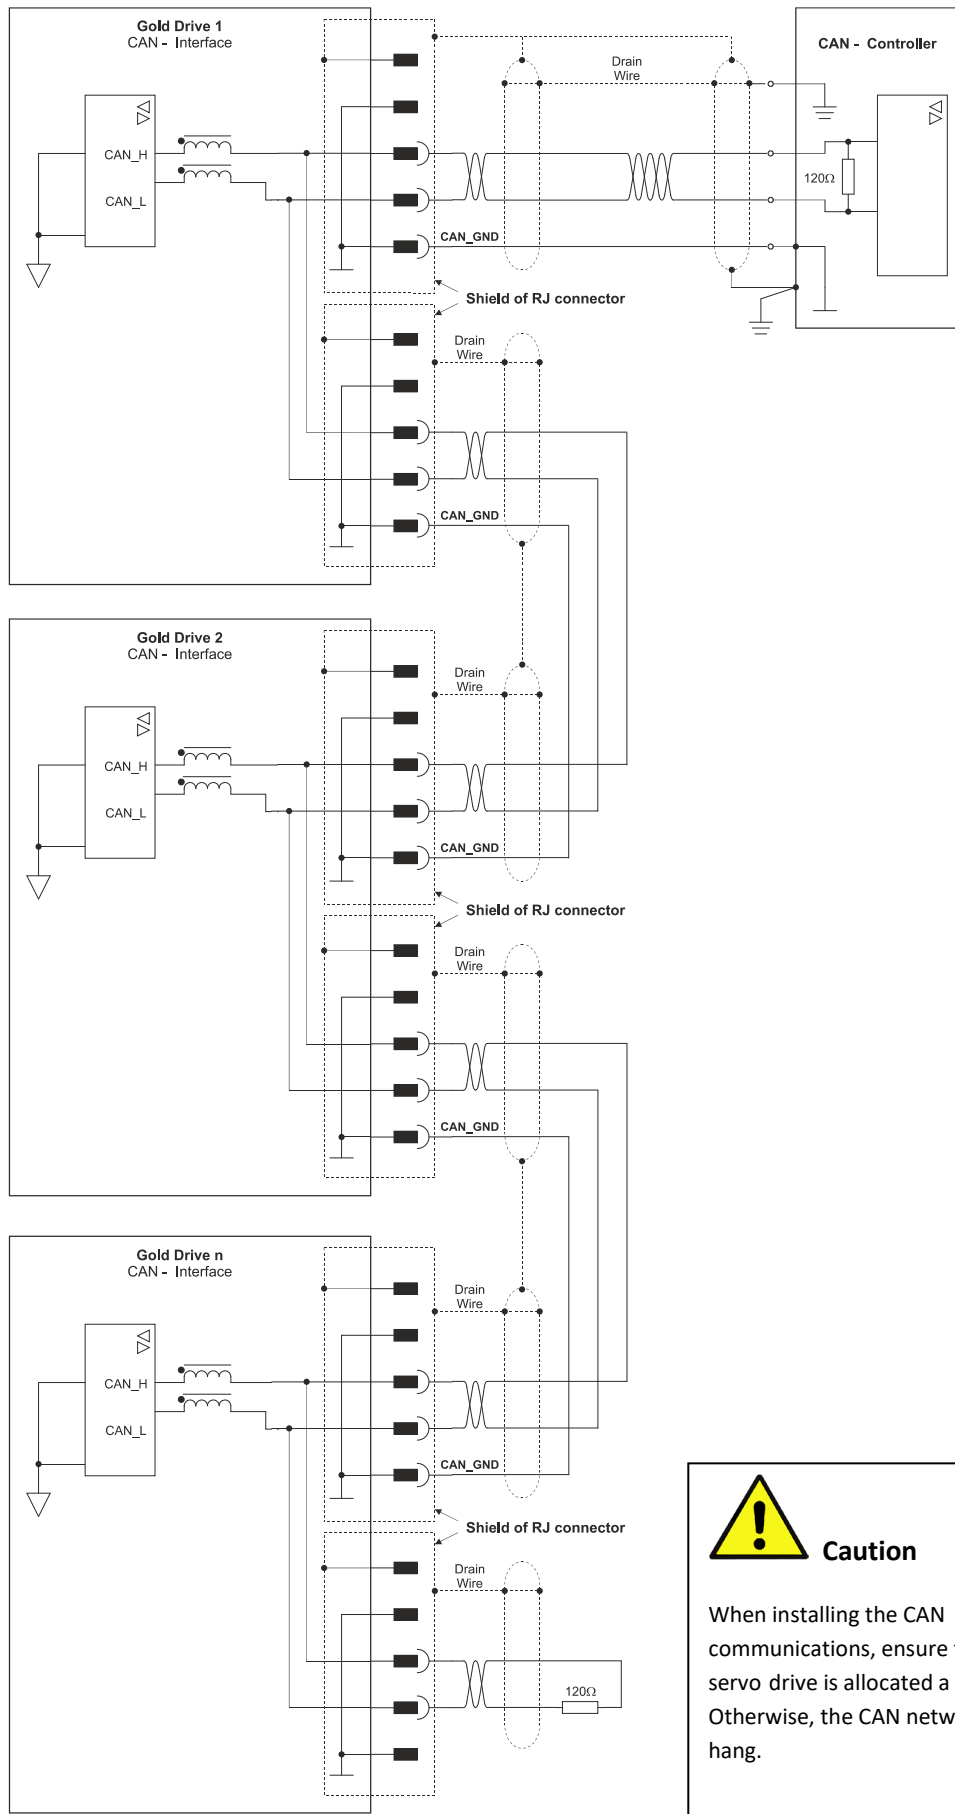 Gold Drive 1
CAN - Interface
CAN_H
CAN_L
CAN_GND
Drain
Wire
CAN - Controller
120Ω
Shield of RJ connector
Drain
Wire
CAN_GND
Gold Drive 2
CAN - Interface
CAN_H
CAN_L
Drain
Wire
CAN_GND
Shield of RJ connector
Drain
Wire
CAN_GND
Gold Drive n
CAN - Interface
CAN_H
CAN_L
Drain
Wire
CAN_GND
Shield of RJ connector
Drain
Wire
120Ω
Caution
When installing the CAN
communications, ensure
servo drive is allocated a
Otherwise, the CAN
hang.